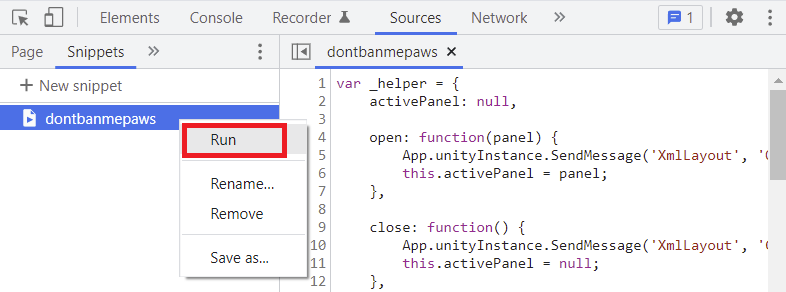 Elements Console Recorder Sources Network 1
Page Snippets dontbanmepaws
New snippet
dontbanmepaws
Run
Rename...
Remove
Save as...
1 var _helper = {
2 activePanel: null,
3
4 open: function(panel) {
5 App.unityInstance.SendMessage('XmlLayout', '
6 this.activePanel = panel;
7 },
8
9 close: function() {
10 App.unityInstance.SendMessage('XmlLayout', '
11 this.activePanel = null;
12 },